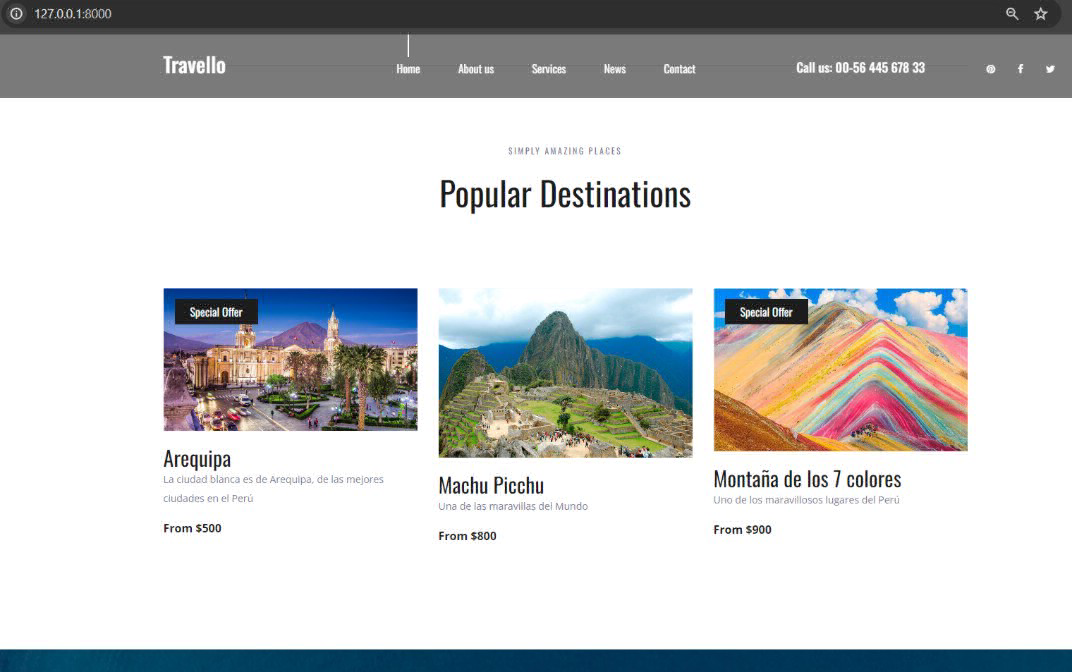 127.0.0.1:8000
Travello
Home About us Services News Contact
Call us: 00-56 445 678 33
SIMPLY AMAZING PLACES
Popular Destinations
Special Offer
Arequipa
La ciudad blanca es de Arequipa, de las mejores
ciudades en el Perú
From $500
Machu Picchu
Una de las maravillas del Mundo
From $800
Special Offer
Montaña de los 7 colores
Uno de los maravillosos lugares del Perú
From $900